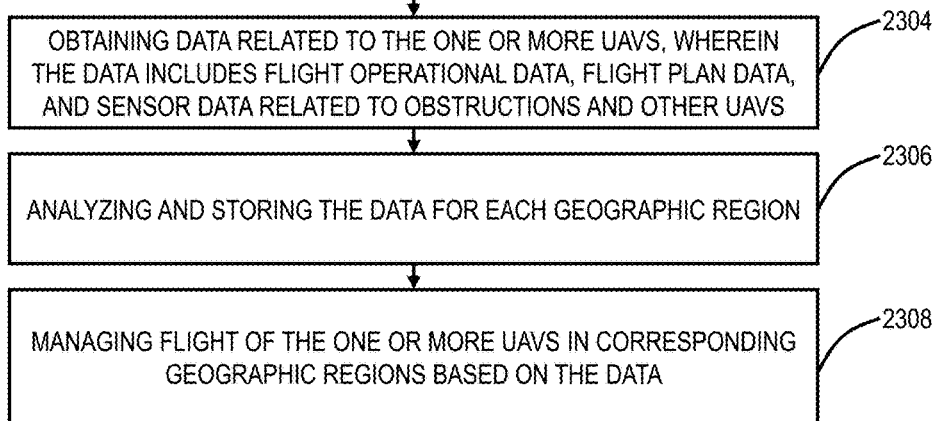 2304
OBTAINING DATA RELATED TO THE ONE OR MORE UAVS, WHEREIN
THE DATA INCLUDES FLIGHT OPERATIONAL DATA, FLIGHT PLAN DATA,
AND SENSOR DATA RELATED TO OBSTRUCTIONS AND OTHER UAVS
2306
ANALYZING AND STORING THE DATA FOR EACH GEOGRAPHIC REGION
2308
MANAGING FLIGHT OF THE ONE OR MORE UAVS IN CORRESPONDING
GEOGRAPHIC REGIONS BASED ON THE DATA